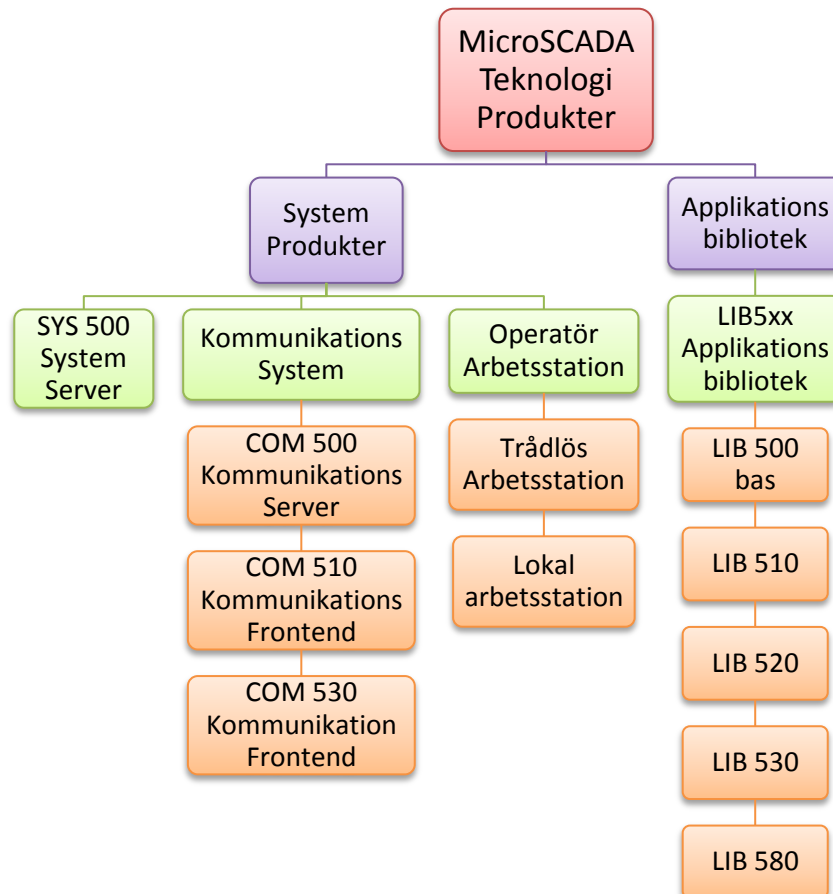 MicroSCADA
Teknologi
Produkter
System
Produkter
Applikations
bibliotek
SYS 500
System
Server
Kommunikations
System
Operatör
Arbetsstation
LIB5xx
Applikations
bibliotek
COM 500
Kommunikations
Server
Trådlös
Arbetsstation
LIB 500
bas
COM 510
Kommunikations
Frontend
Lokal
arbetsstation
LIB 510
LIB 520
COM 530
Kommunikation
Frontend
LIB 530
LIB 580